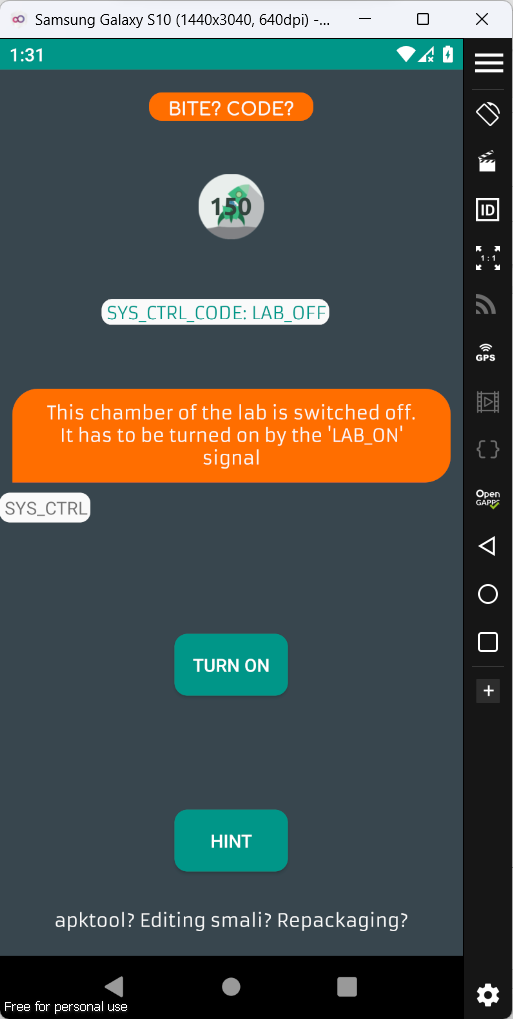 Samsung Galaxy S10 (1440x3040, 640dpi) -...
1:31
BITE? CODE?
150
SYS_CTRL_CODE: LAB_OFF
This chamber of the lab is switched off.
It has to be turned on by the 'LAB_ON'
signal
SYS_CTRL
TURN ON
HINT
apktool? Editing smali? Repackaging?
Free for personal use
ID
1:1
GPS
Open
GAPPS